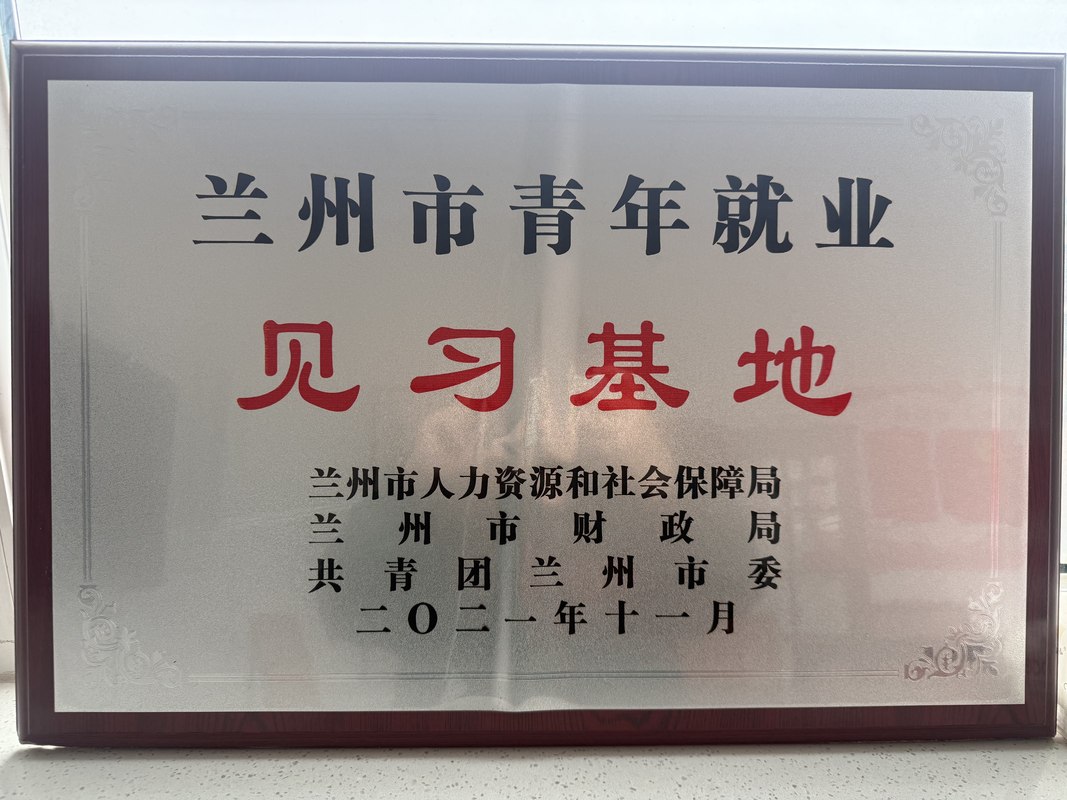 兰州市青年就业
见习基地
兰州市人力资源和社会保障局
兰州市财政局
共青团兰州市委
二〇二一年十一月